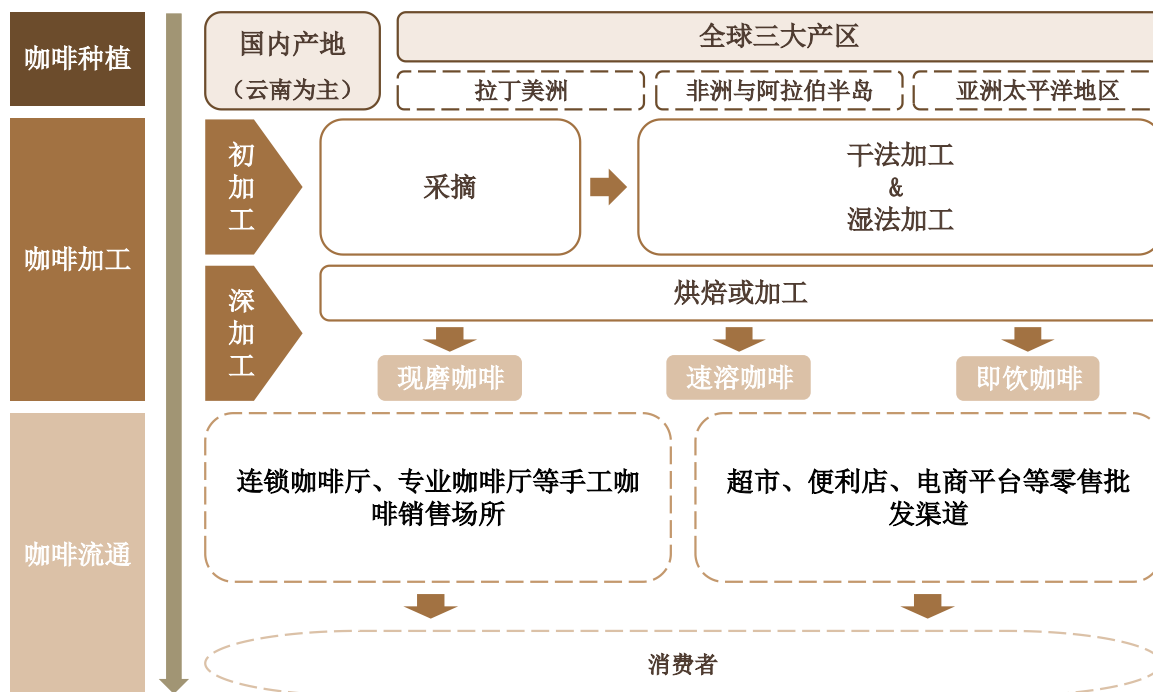 咖啡种植
国内产地
（云南为主）
全球三大产区
拉丁美洲
非洲与阿拉伯半岛
亚洲太平洋地区
咖啡加工
初加工
采摘
干法加工
&
湿法加工
深加工
烘焙或加工
现磨咖啡
速溶咖啡
即饮咖啡
咖啡流通
连锁咖啡厅、专业咖啡厅等手工咖
啡销售场所
超市、便利店、电商平台等零售批
发渠道
消费者